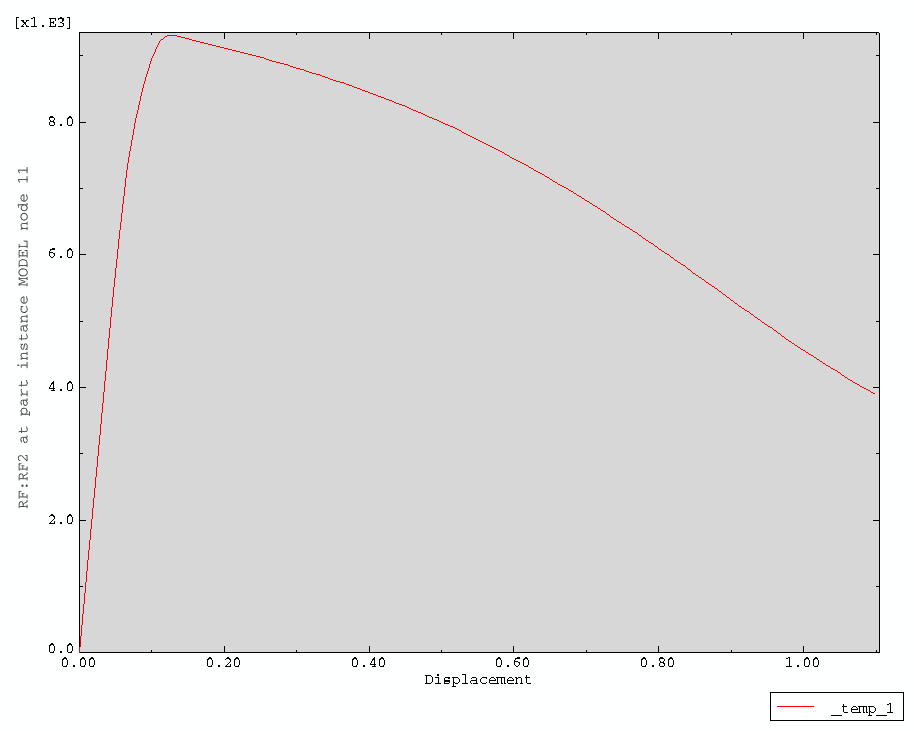 [x1.E3]
8.0
6.0
4.0
2.0
0.0
RF:RF2 at part instance MODEL node 11
0.00 0.20 0.40 0.60 0.80 1.00
Displacement
_temp_1